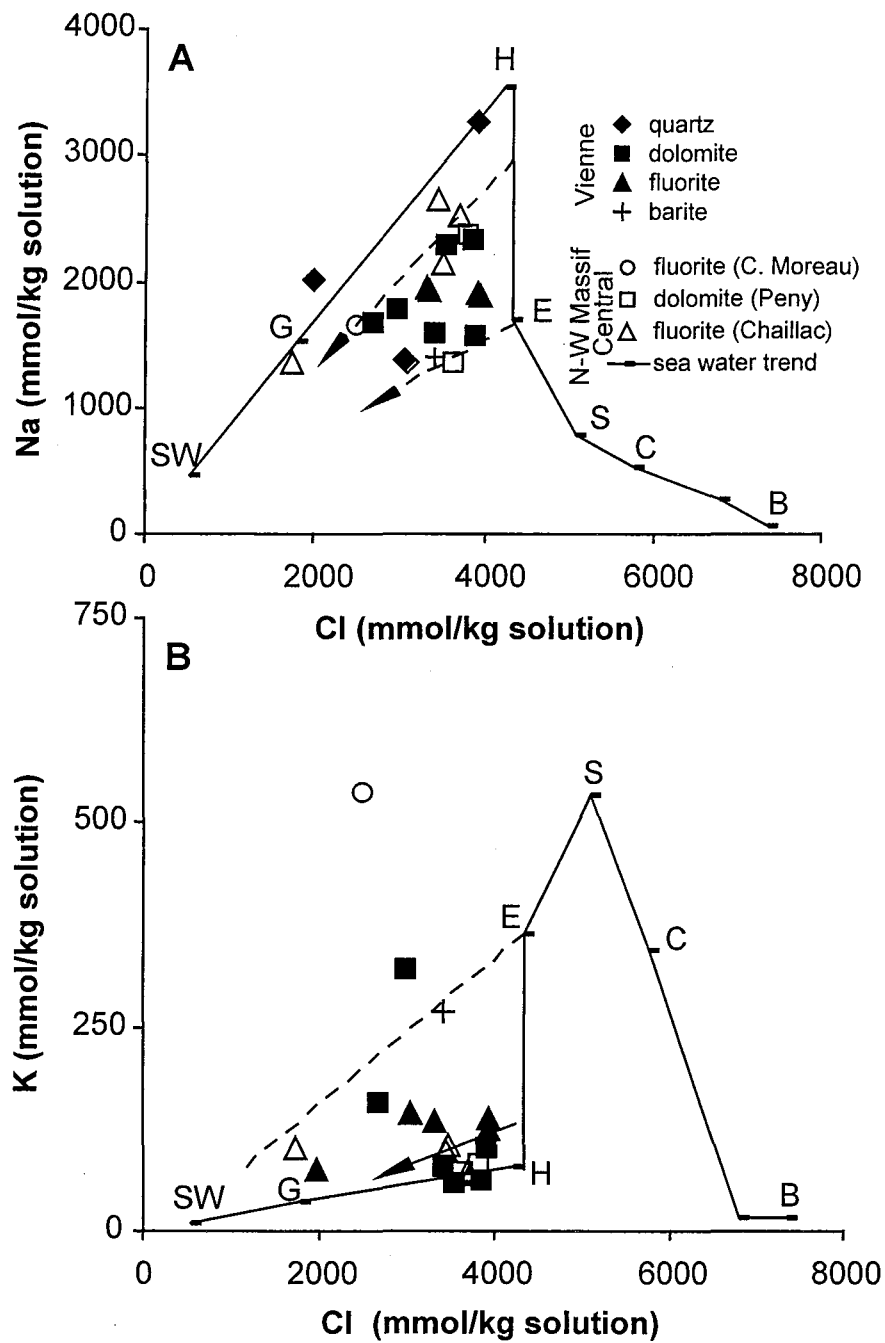 4000
A
H
3000
2000
1000
0
Na (mmol/kg solution)
Vienne
quartz
dolomite
fluorite
barite
N-W Massif
Central
fluorite (C. Moreau)
dolomite (Peny)
fluorite (Chaillac)
sea water trend
G
E
SW
S
C
B
0 2000 4000 6000 8000
Cl (mmol/kg solution)
750
B
500
250
0
K (mmol/kg solution)
S
E
C
SW
G
H
B
0 2000 4000 6000 8000
Cl (mmol/kg solution)